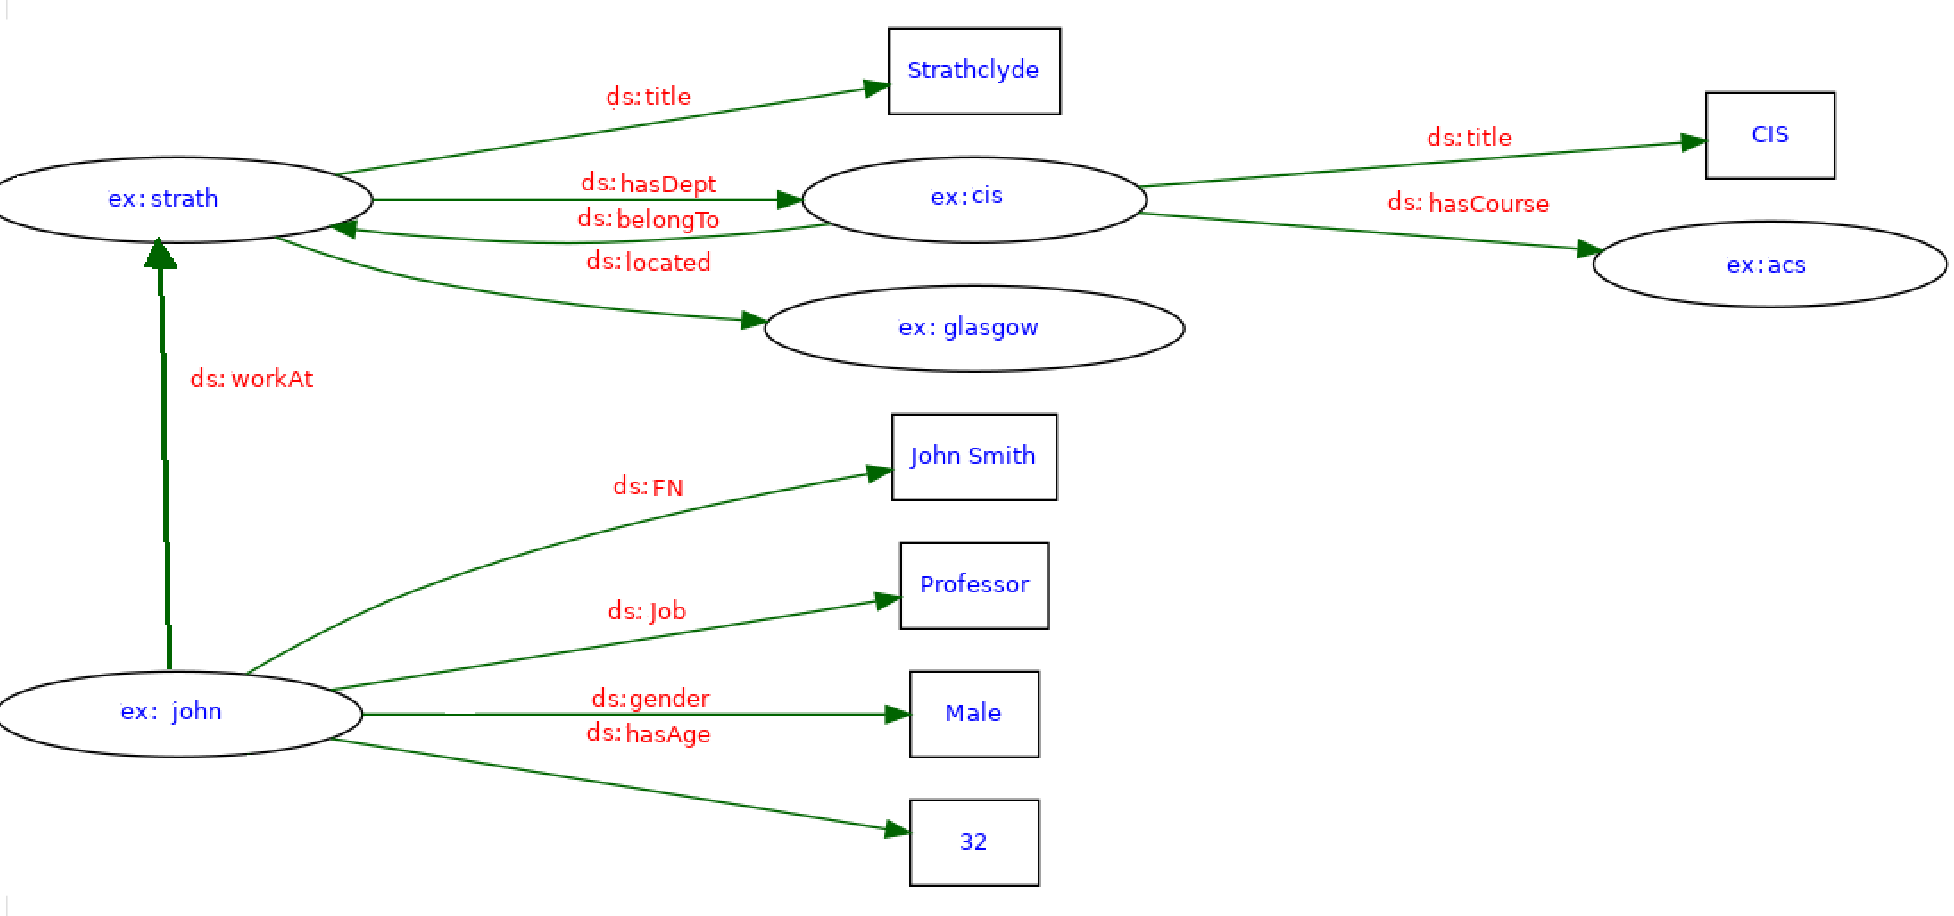 Strathclyde
ds:title
CIS
ds:title
ex:strath
ds:hasDept
ex:cis
ds:belongTo
ds: hasCourse
ds:located
ex:acs
ex: glasgow
ds: workAt
John Smith
ds:FN
Professor
ds: Job
ex: john
ds:gender
Male
ds:hasAge
32